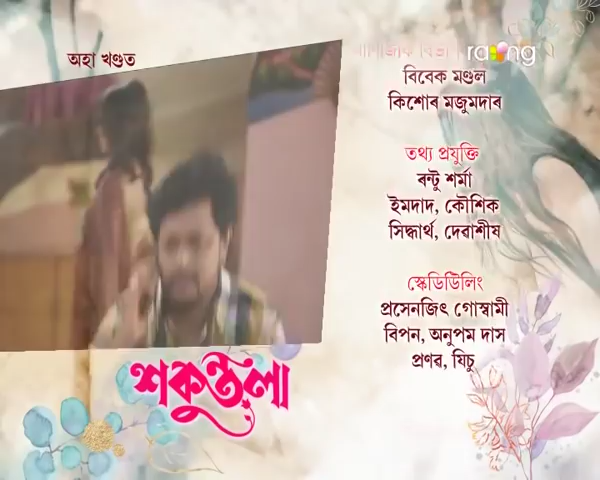 অহা খণ্ডত
rang
বিবেক মণ্ডল
কিশোৰ মজুমদাৰ
তথ্য প্ৰযুক্তি
ৰন্টু শৰ্মা
ইমদাদ, কৌশিক
সিদ্ধাৰ্থ, দেৱাশীষ
স্কেডিউলিং
প্ৰসেনজিৎ গোস্বামী
বিপন, অনুপম দাস
প্ৰণৱ, যিচু
শকুন্তলা